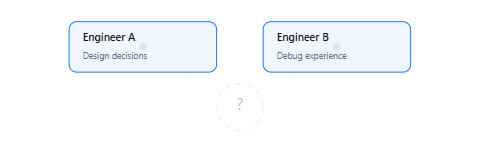 Engineer A
Design decisions
Engineer B
Debug experience
?